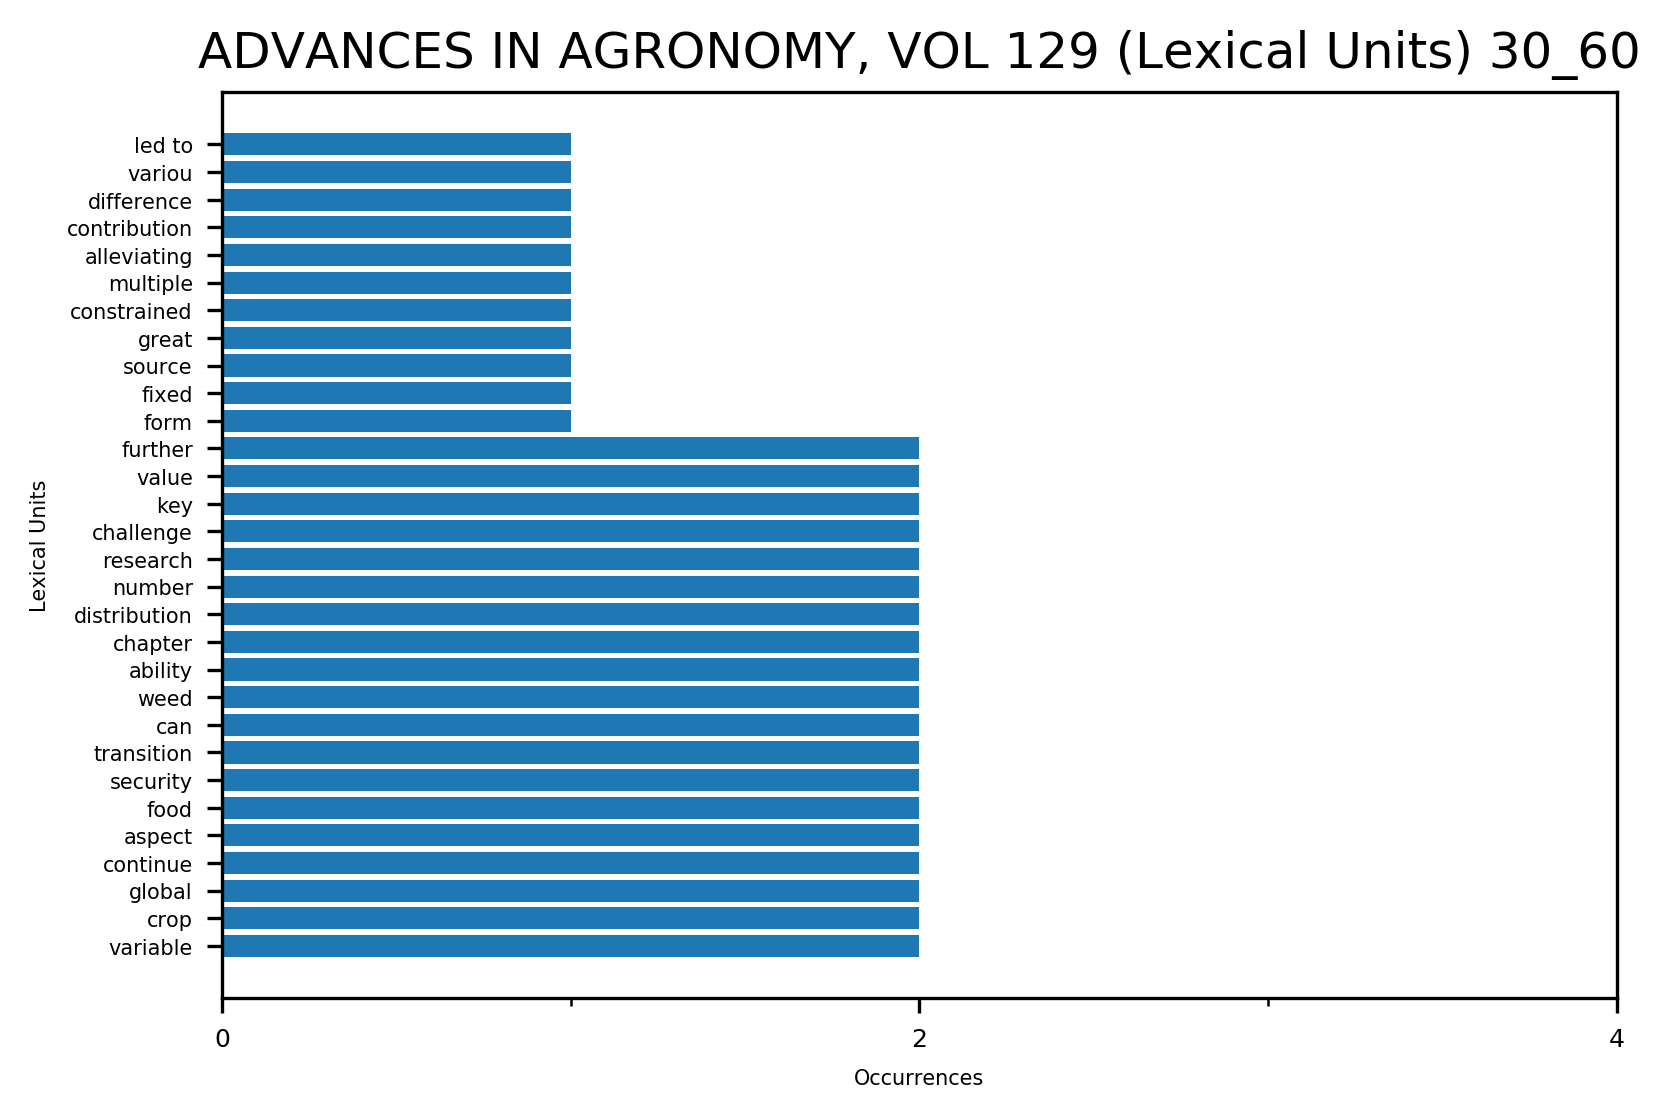 ADVANCES IN AGRONOMY, VOL 129 (Lexical Units) 30_60
led to
variou
difference
contribution
alleviating
multiple
constrained
great
source
fixed
form
further
value
key
challenge
research
number
distribution
chapter
ability
weed
can
transition
security
food
aspect
continue
global
crop
variable
Lexical Units
0 2 4
Occurrences